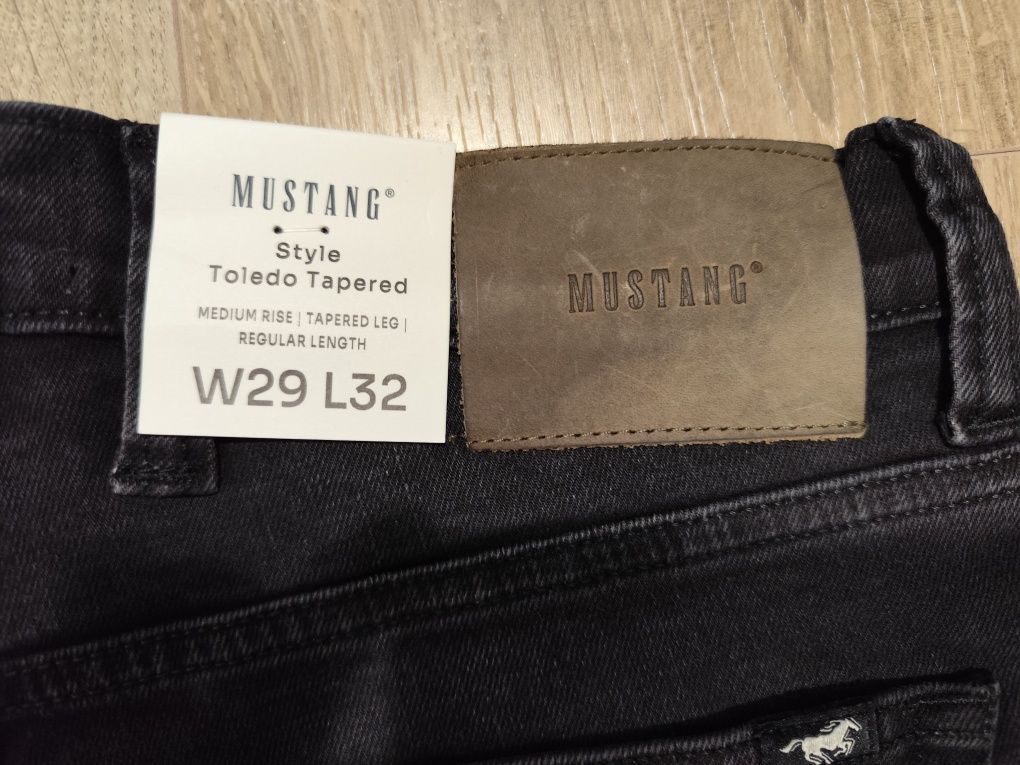 MUSTANG®
Style
Toledo Tapered
MEDIUM RISE | TAPERED LEG |
REGULAR LENGTH
W29 L32
MUSTANG®